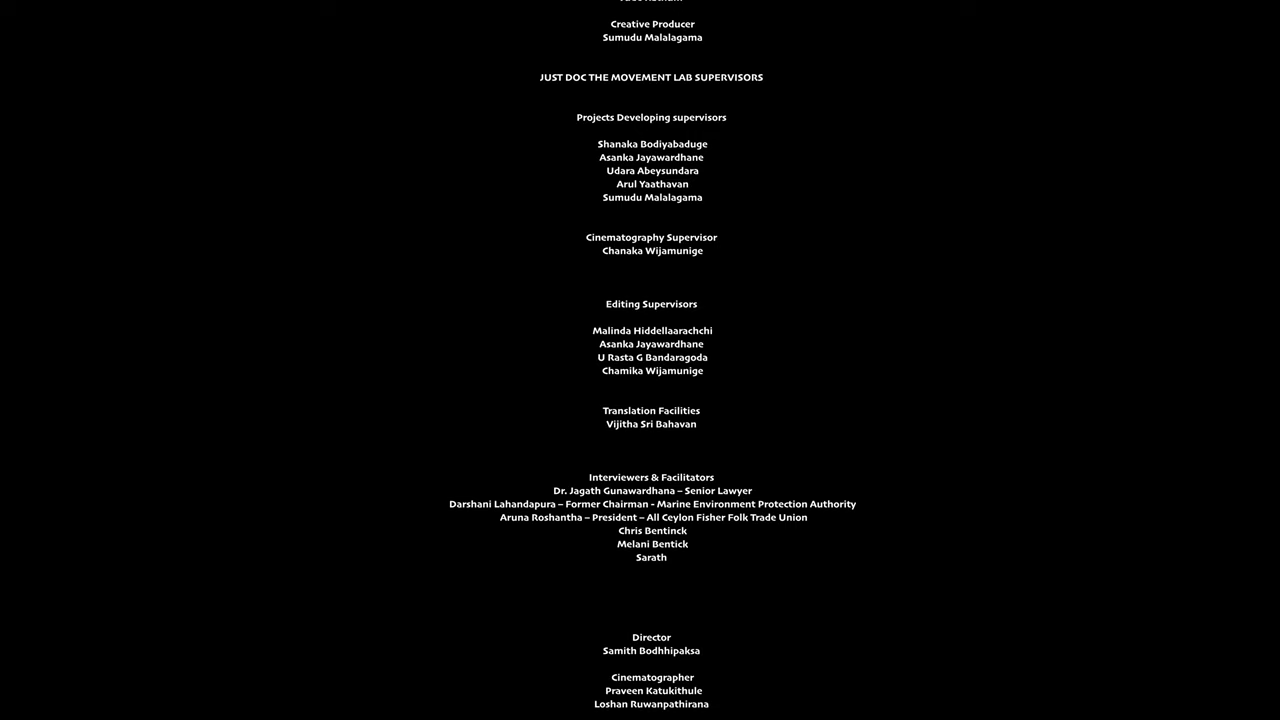 Creative Producer
Sumudu Malalagama
JUST DOC THE MOVEMENT LAB SUPERVISORS
Projects Developing supervisors
Shanaka Bodiyabaduge
Asanka Jayawardhane
Udara Abeysundara
Arul Yaathavan
Sumudu Malalagama
Cinematography Supervisor
Chanaka Wijamunige
Editing Supervisors
Malinda Hiddellaarachchi
Asanka Jayawardhane
U Rasta G Bandaragoda
Chamika Wijamunige
Translation Facilities
Vijitha Sri Bahavan
Interviewers & Facilitators
Dr. Jagath Gunawardhana – Senior Lawyer
Darshani Lahandapura – Former Chairman - Marine Environment Protection Authority
Aruna Roshantha – President – All Ceylon Fisher Folk Trade Union
Chris Bentinck
Melani Bentick
Sarath
Director
Samith Bodhhipaksa
Cinematographer
Praveen Katukithule
Loshan Ruwanpathirana